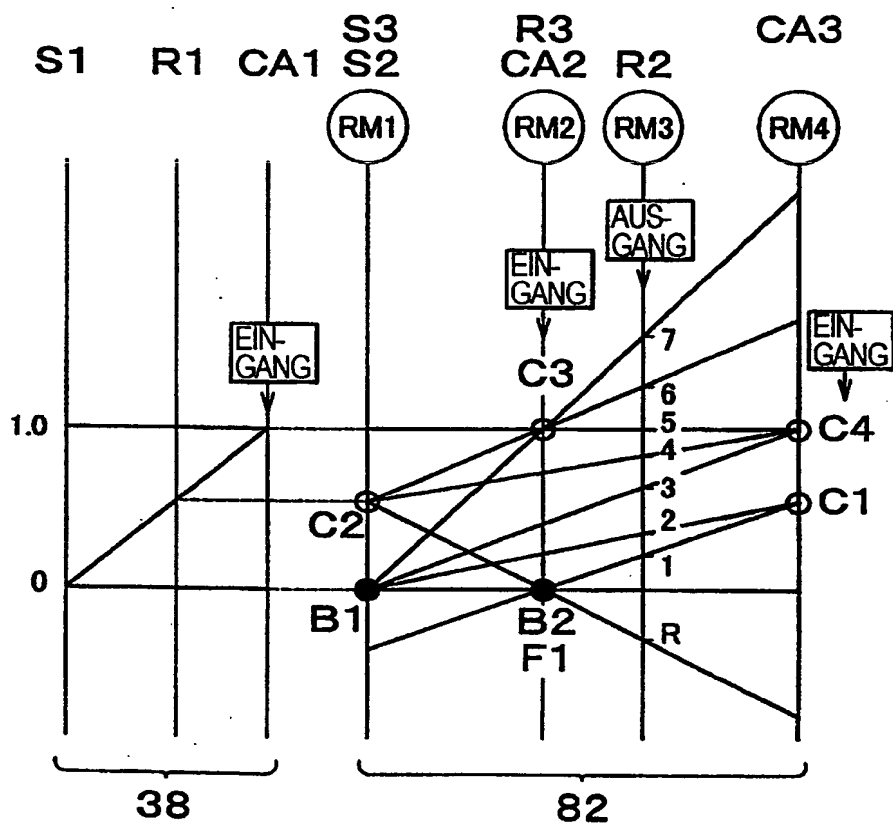 S3 R3 CA3
S1 R1 CA1 S2 CA2 R2
RM1 RM2 RM3 RM4
AUS-
GANG
EIN-
GANG
EIN-
GANG
EIN-
GANG
7
C3
6
1.0
5
C4
4
3
C2
2
C1
1
0
B1
B2
F1
R
38
82